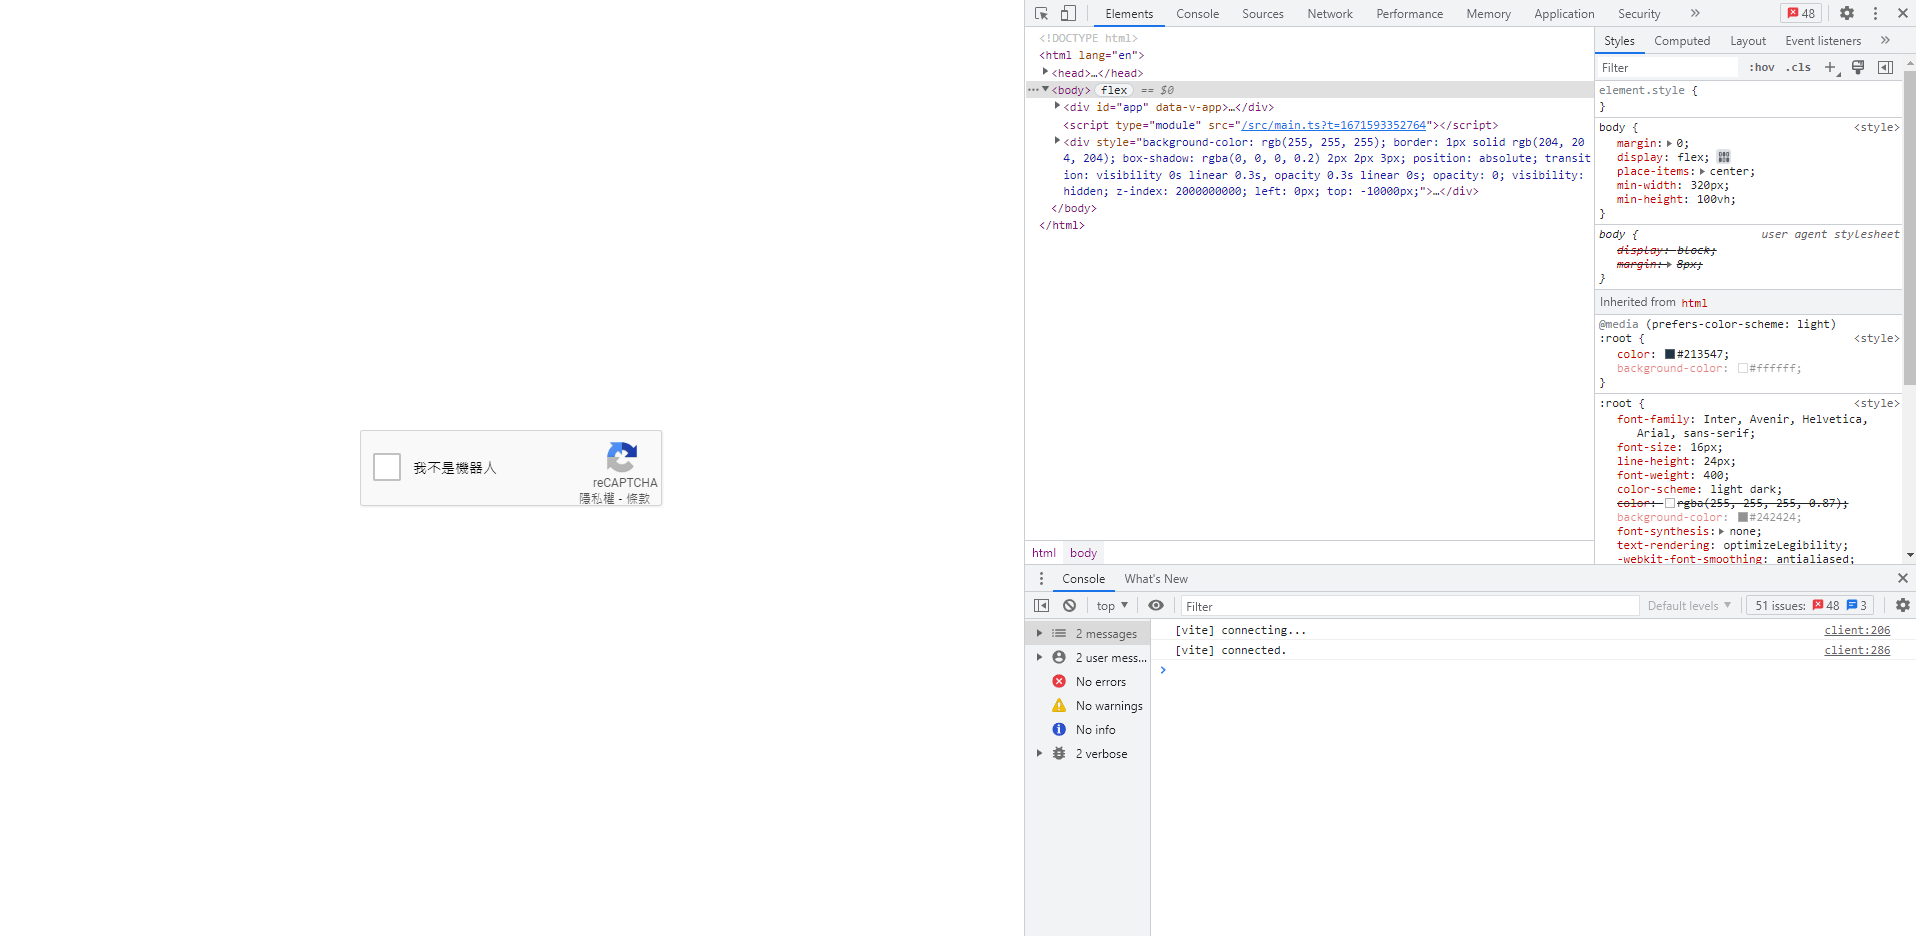 我不是機器人
reCAPTCHA
隱私權 - 條款
Elements Console Sources Network Performance Memory Application Security » 48
<!DOCTYPE html>
<html lang="en">
<head>…</head>
<body> flex == $0
<div id="app" data-v-app>…</div>
<script type="module" src="/src/main.ts?t=1671593352764"></script>
<div style="background-color: rgb(255, 255, 255); border: 1px solid rgb(204, 20
4, 204); box-shadow: rgba(0, 0, 0, 0.2) 2px 2px 3px; position: absolute; transit
ion: visibility 0s linear 0.3s, opacity 0.3s linear 0s; opacity: 0; visibility:
hidden; z-index: 2000000000; left: 0px; top: -10000px;">…</div>
</body>
</html>
html body
Styles Computed Layout Event listeners »
Filter :hov .cls +
element.style {
}
body { <style>
margin: 0;
display: flex;
place-items: center;
min-width: 320px;
min-height: 100vh;
}
body { user agent stylesheet
display: block;
margin: 8px;
}
Inherited from html
@media (prefers-color-scheme: light)
:root { <style>
color: #213547;
background-color: #ffffff;
}
:root { <style>
font-family: Inter, Avenir, Helvetica,
Arial, sans-serif;
font-size: 16px;
line-height: 24px;
font-weight: 400;
color-scheme: light dark;
color: rgba(255, 255, 255, 0.87);
background-color: #242424;
font-synthesis: none;
text-rendering: optimizeLegibility;
-webkit-font-smoothing: antialiased;
Console What's New
top Filter Default levels 51 issues: 48 3
2 messages
2 user mess...
No errors
No warnings
No info
2 verbose
[vite] connecting... client:206
[vite] connected. client:286